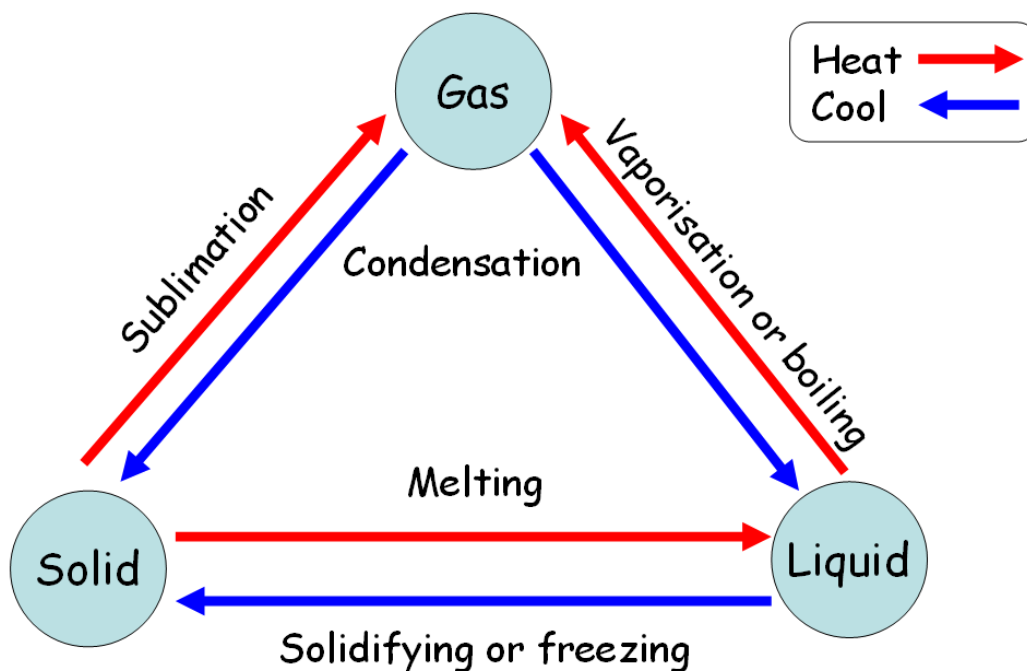 Gas
Heat
Cool
Sublimation
Condensation
Vaporisation or boiling
Melting
Solid
Liquid
Solidifying or freezing